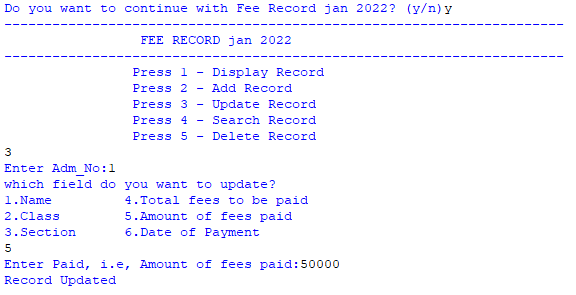 Do you want to continue with Fee Record jan 2022? (y/n)y
----------------------------------------------------------------------
FEE RECORD jan 2022
----------------------------------------------------------------------
Press 1 - Display Record
Press 2 - Add Record
Press 3 - Update Record
Press 4 - Search Record
Press 5 - Delete Record
3
Enter Adm_No:1
which field do you want to update?
1.Name 4.Total fees to be paid
2.Class 5.Amount of fees paid
3.Section 6.Date of Payment
5
Enter Paid, i.e, Amount of fees paid:50000
Record Updated